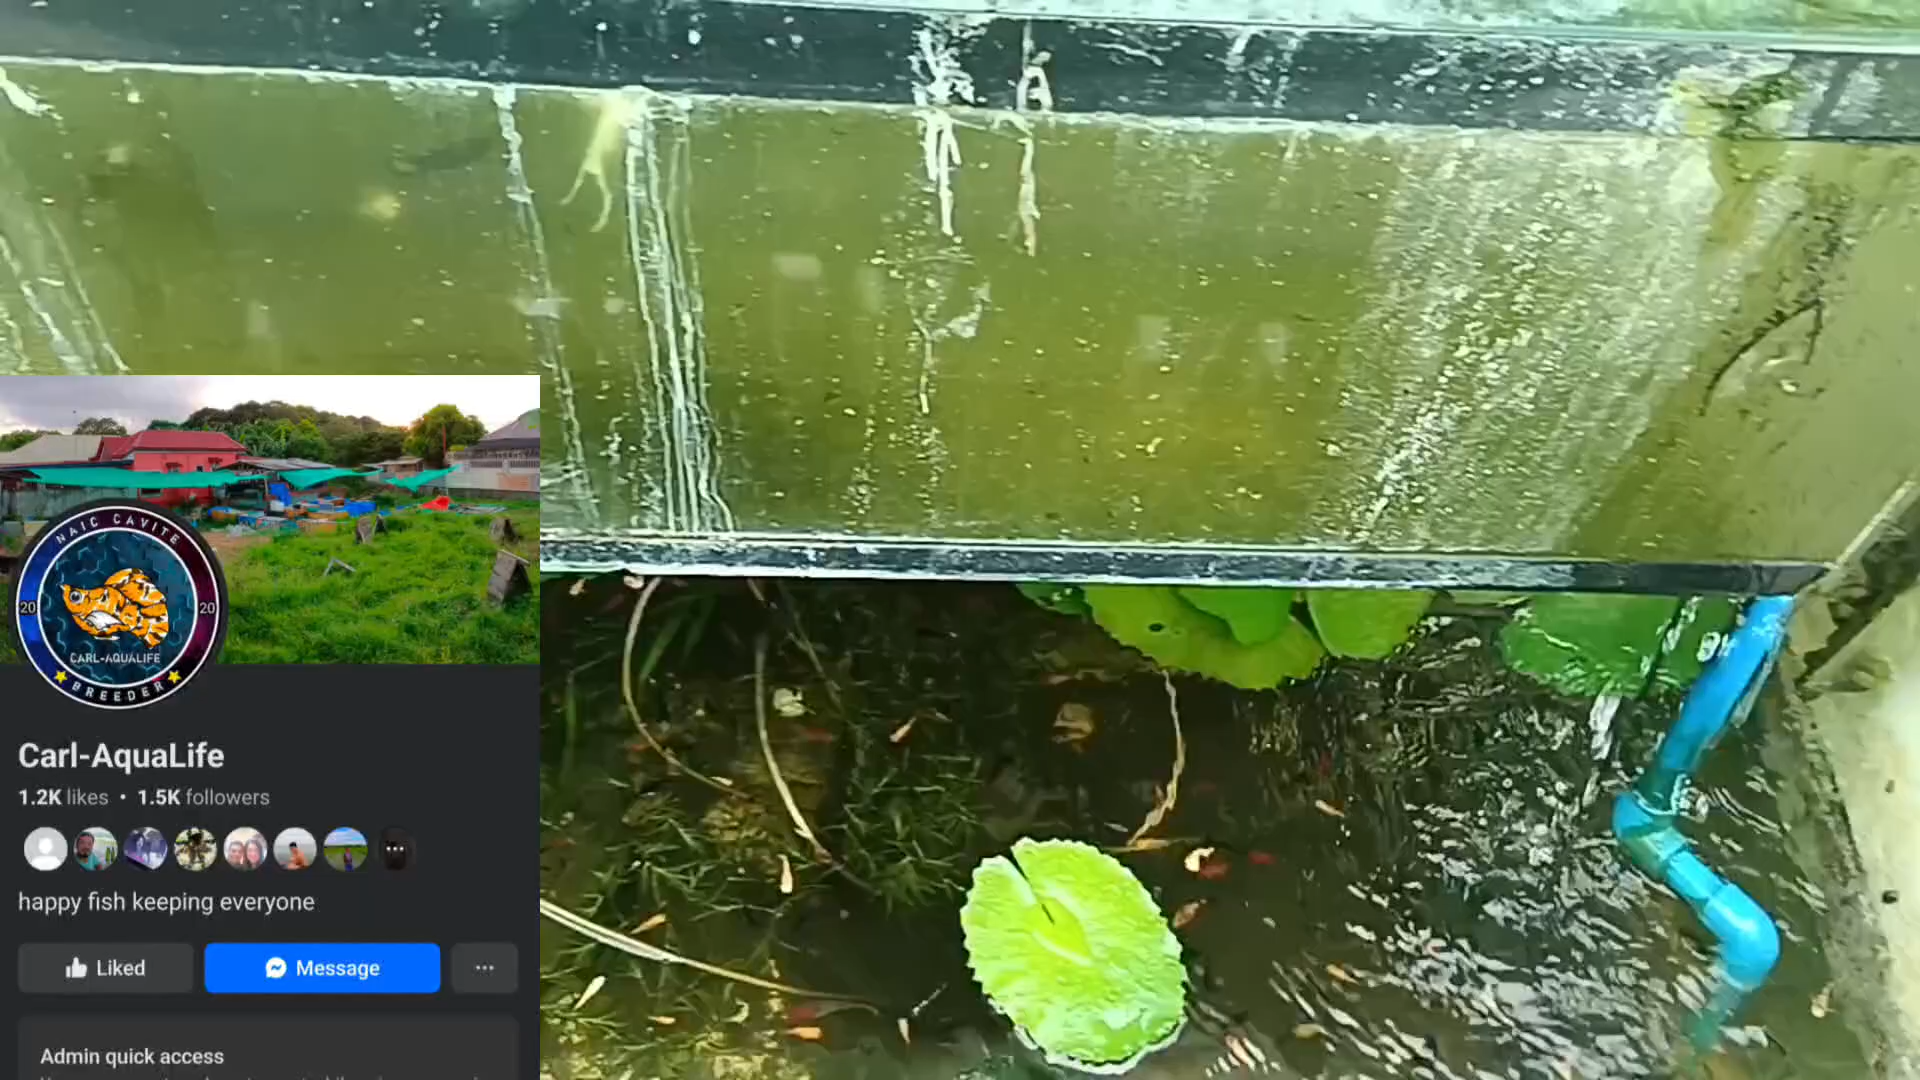 NAIC CAVITE
20 20
CARL-AQUALIFE
BREEDER
Carl-AquaLife
1.2K likes • 1.5K followers
happy fish keeping everyone
Liked
Message
Admin quick access